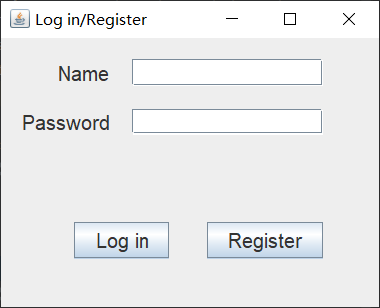 Log in/Register
Name
Password
Log in
Register